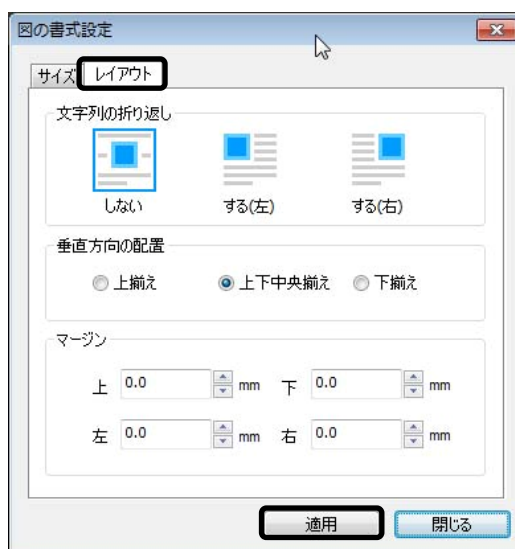 図の書式設定
サイズ レイアウト
文字列の折り返し
しない する(左) する(右)
垂直方向の配置
上揃え 上下中央揃え 下揃え
マージン
上 0.0 mm 下 0.0 mm
左 0.0 mm 右 0.0 mm
適用 閉じる